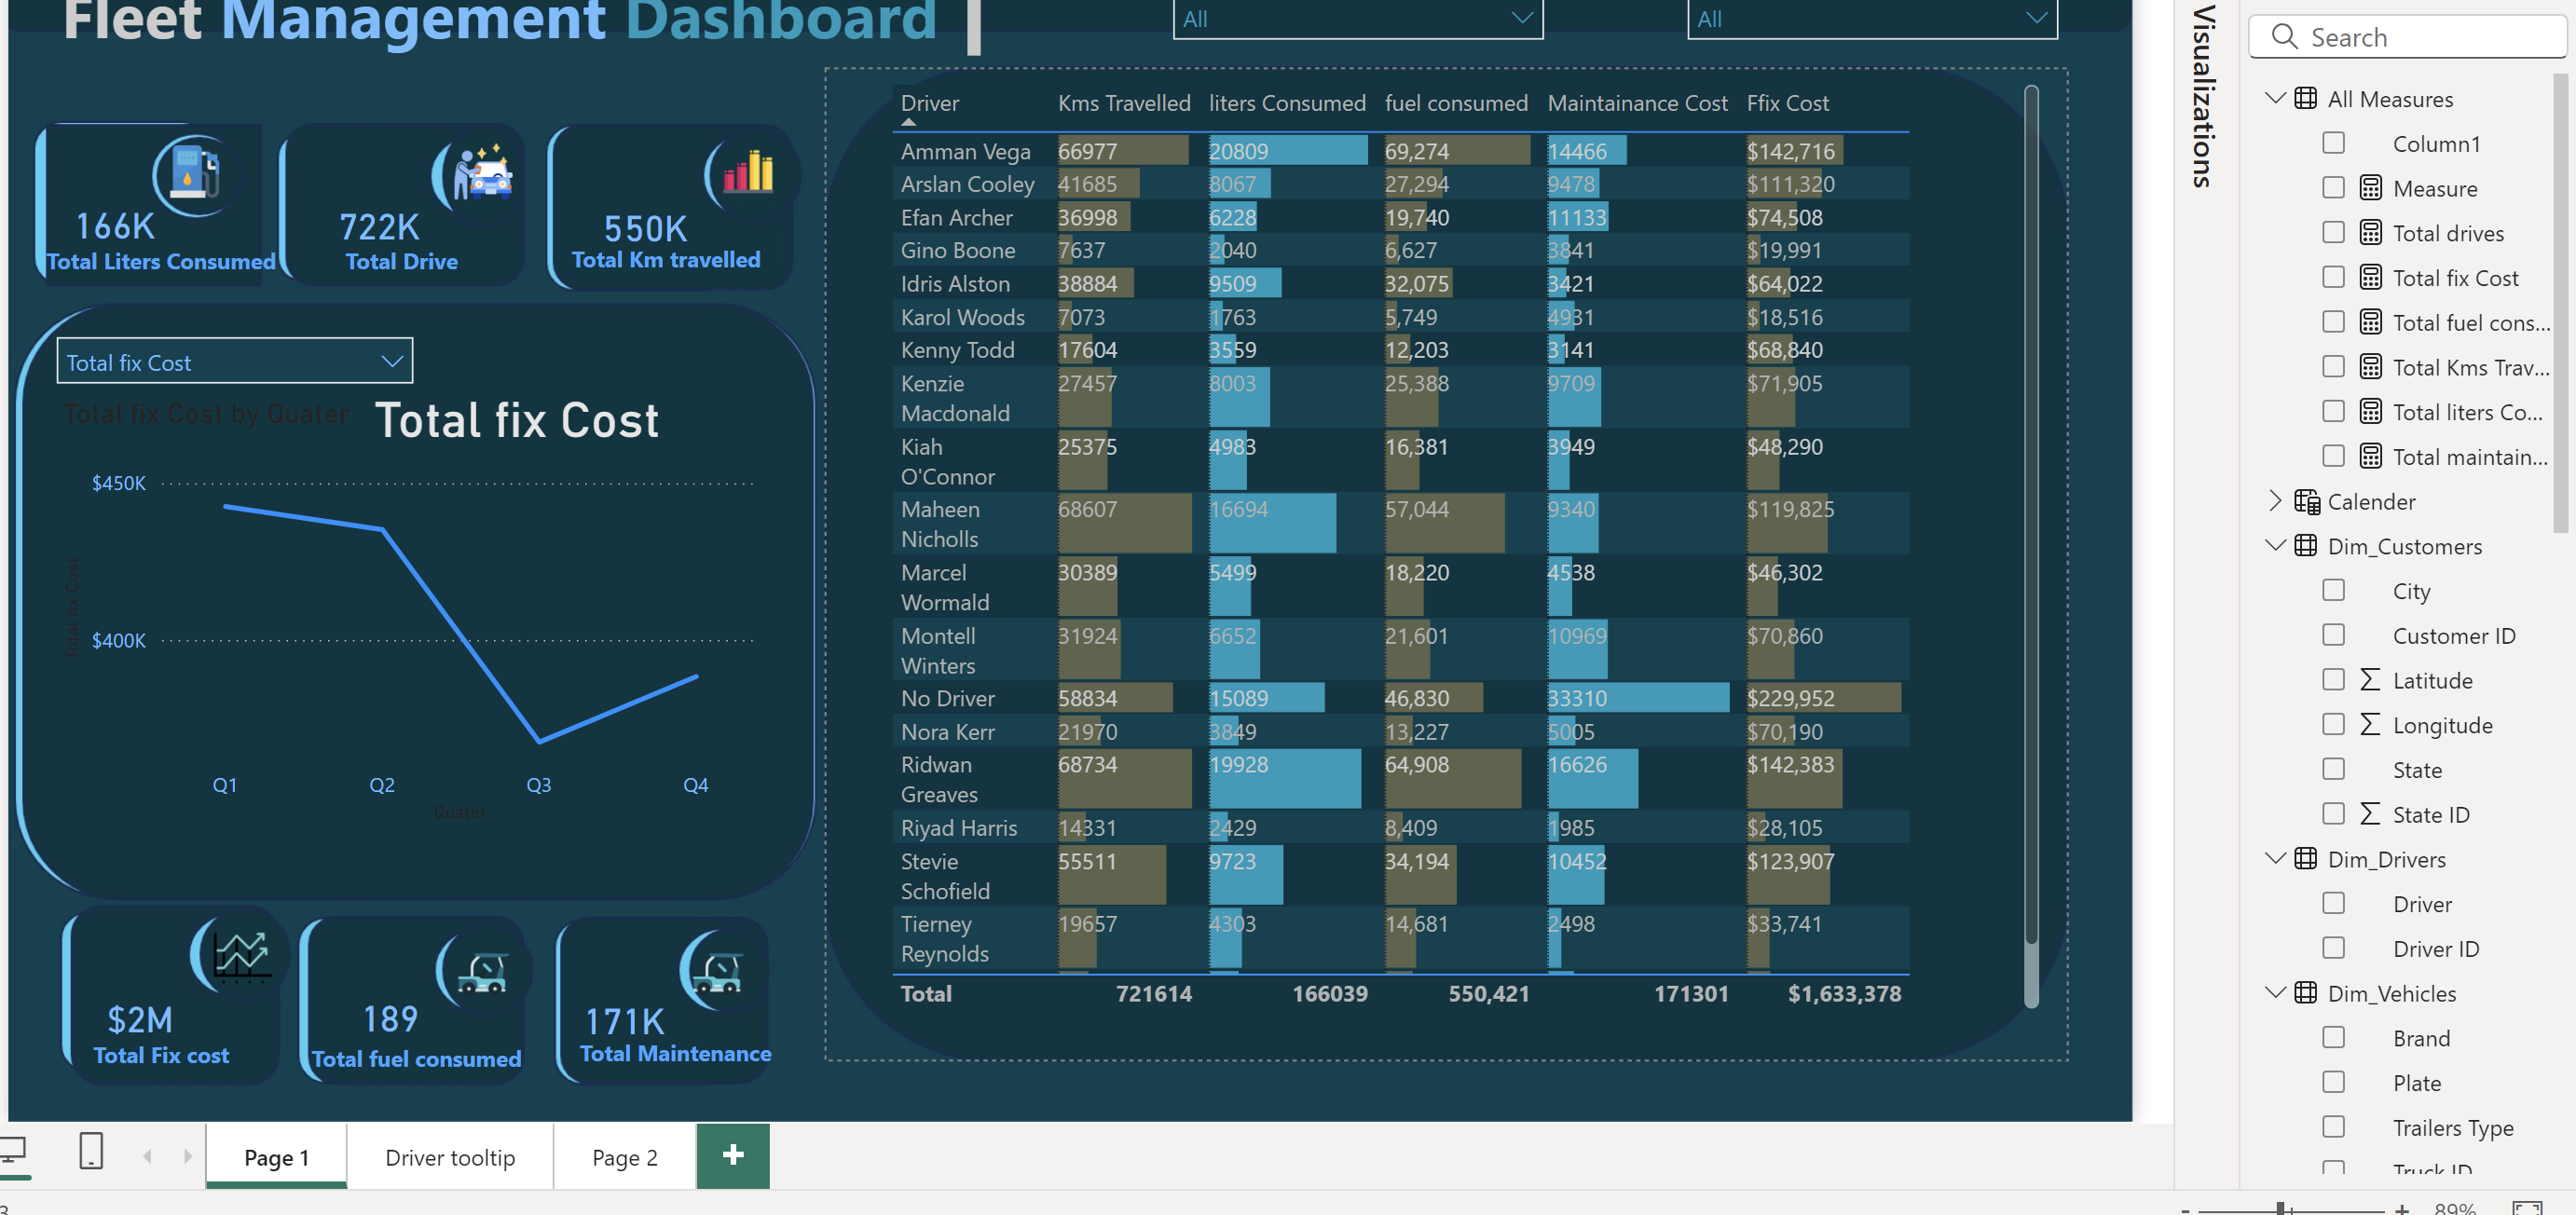 Fleet Management Dashboard
All
All
166K
Total Liters Consumed
722K
Total Drive
550K
Total Km travelled
Total fix Cost
Total fix Cost by Quater
Total fix Cost
$450K
$400K
Total fix Cost
Q1 Q2 Q3 Q4
Quater
$2M
Total Fix cost
189
Total fuel consumed
171K
Total Maintenance
Driver Kms Travelled liters Consumed fuel consumed Maintainance Cost Ffix Cost
Amman Vega 66977 20809 69,274 14466 $142,716
Arslan Cooley 41685 8067 27,294 9478 $111,320
Efan Archer 36998 6228 19,740 11133 $74,508
Gino Boone 7637 2040 6,627 3841 $19,991
Idris Alston 38884 9509 32,075 3421 $64,022
Karol Woods 7073 1763 5,749 4931 $18,516
Kenny Todd 17604 3559 12,203 3141 $68,840
Kenzie 27457 8003 25,388 9709 $71,905
Macdonald
Kiah 25375 4983 16,381 3949 $48,290
O'Connor
Maheen 68607 16694 57,044 9340 $119,825
Nicholls
Marcel 30389 5499 18,220 4538 $46,302
Wormald
Montell 31924 6652 21,601 10969 $70,860
Winters
No Driver 58834 15089 46,830 33310 $229,952
Nora Kerr 21970 3849 13,227 5005 $70,190
Ridwan 68734 19928 64,908 16626 $142,383
Greaves
Riyad Harris 14331 2429 8,409 1985 $28,105
Stevie 55511 9723 34,194 10452 $123,907
Schofield
Tierney 19657 4303 14,681 2498 $33,741
Reynolds
Total 721614 166039 550,421 171301 $1,633,378
Visualizations
Search
All Measures
Column1
Measure
Total drives
Total fix Cost
Total fuel cons...
Total Kms Trav...
Total liters Co...
Total maintain...
Calender
Dim_Customers
City
Customer ID
Latitude
Longitude
State
State ID
Dim_Drivers
Driver
Driver ID
Dim_Vehicles
Brand
Plate
Trailers Type
Truck ID
Page 1
Driver tooltip
Page 2
+
- + 89%